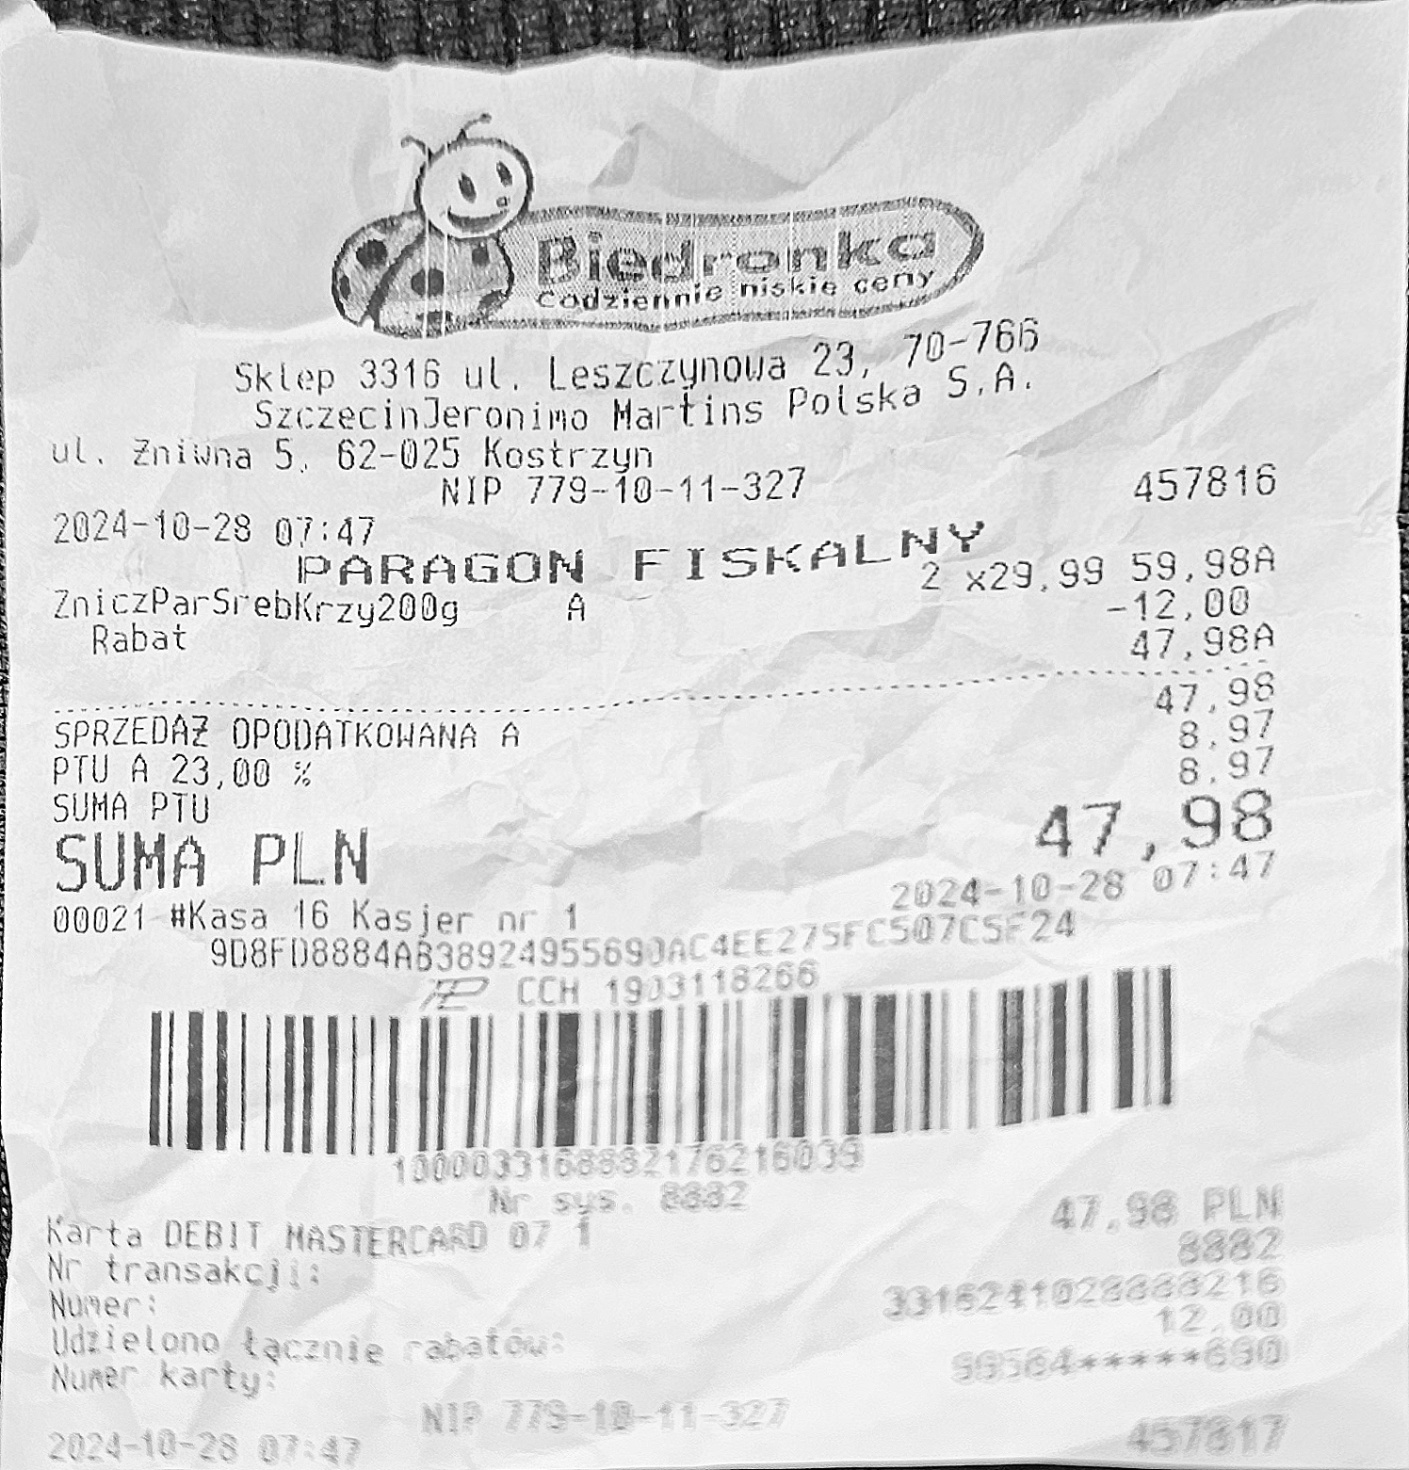 Biedronka
Codziennie niskie ceny
Sklep 3316 ul. Leszczynowa 23, 70-766
SzczecinJeronimo Martins Polska S.A.
ul. Żniwna 5, 62-025 Kostrzyn
NIP 779-10-11-327
2024-10-28 07:47 457816
PARAGON FISKALNY
ZniczParSrebKrzy200g A 2 x29,99 59,98A
Rabat -12,00
47,98A
SPRZEDAŻ OPODATKOWANA A 47,98
PTU A 23,00 % 8,97
SUMA PTU 8,97
SUMA PLN 47,98
00021 #Kasa 16 Kasjer nr 1 2024-10-28 07:47
9D8FD8884AB38924955690AC4EE275FC507C5F24
CCH 1903118266
1000033168882176216039
Nr sys. 8882
Karta DEBIT MASTERCARD 07 1 47,98 PLN
Nr transakcji: 8882
Numer: 3316241028888216
Udzielono łącznie rabatów: 12,00
Numer karty:
NIP 779-10-11-327
2024-10-28 07:47 457817